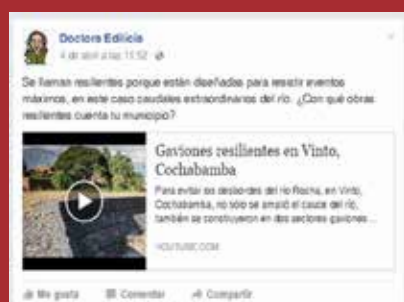 Doctora Edilicia
4 de abril a las 11:52
Se llaman resilientes porque están diseñadas para resistir eventos
máximos, en este caso caudales extraordinarios del río. ¿Con qué obras
resilientes cuenta tu municipio?
Gaviones resilientes en Vinto,
Cochabamba
Para evitar los desbordes del río Rocha, en Vinto,
Cochabamba, no sólo se amplió el cauce del río,
también se construyeron en dos sectores gaviones ...
YOUTUBE.COM
Me gusta Comentar Compartir